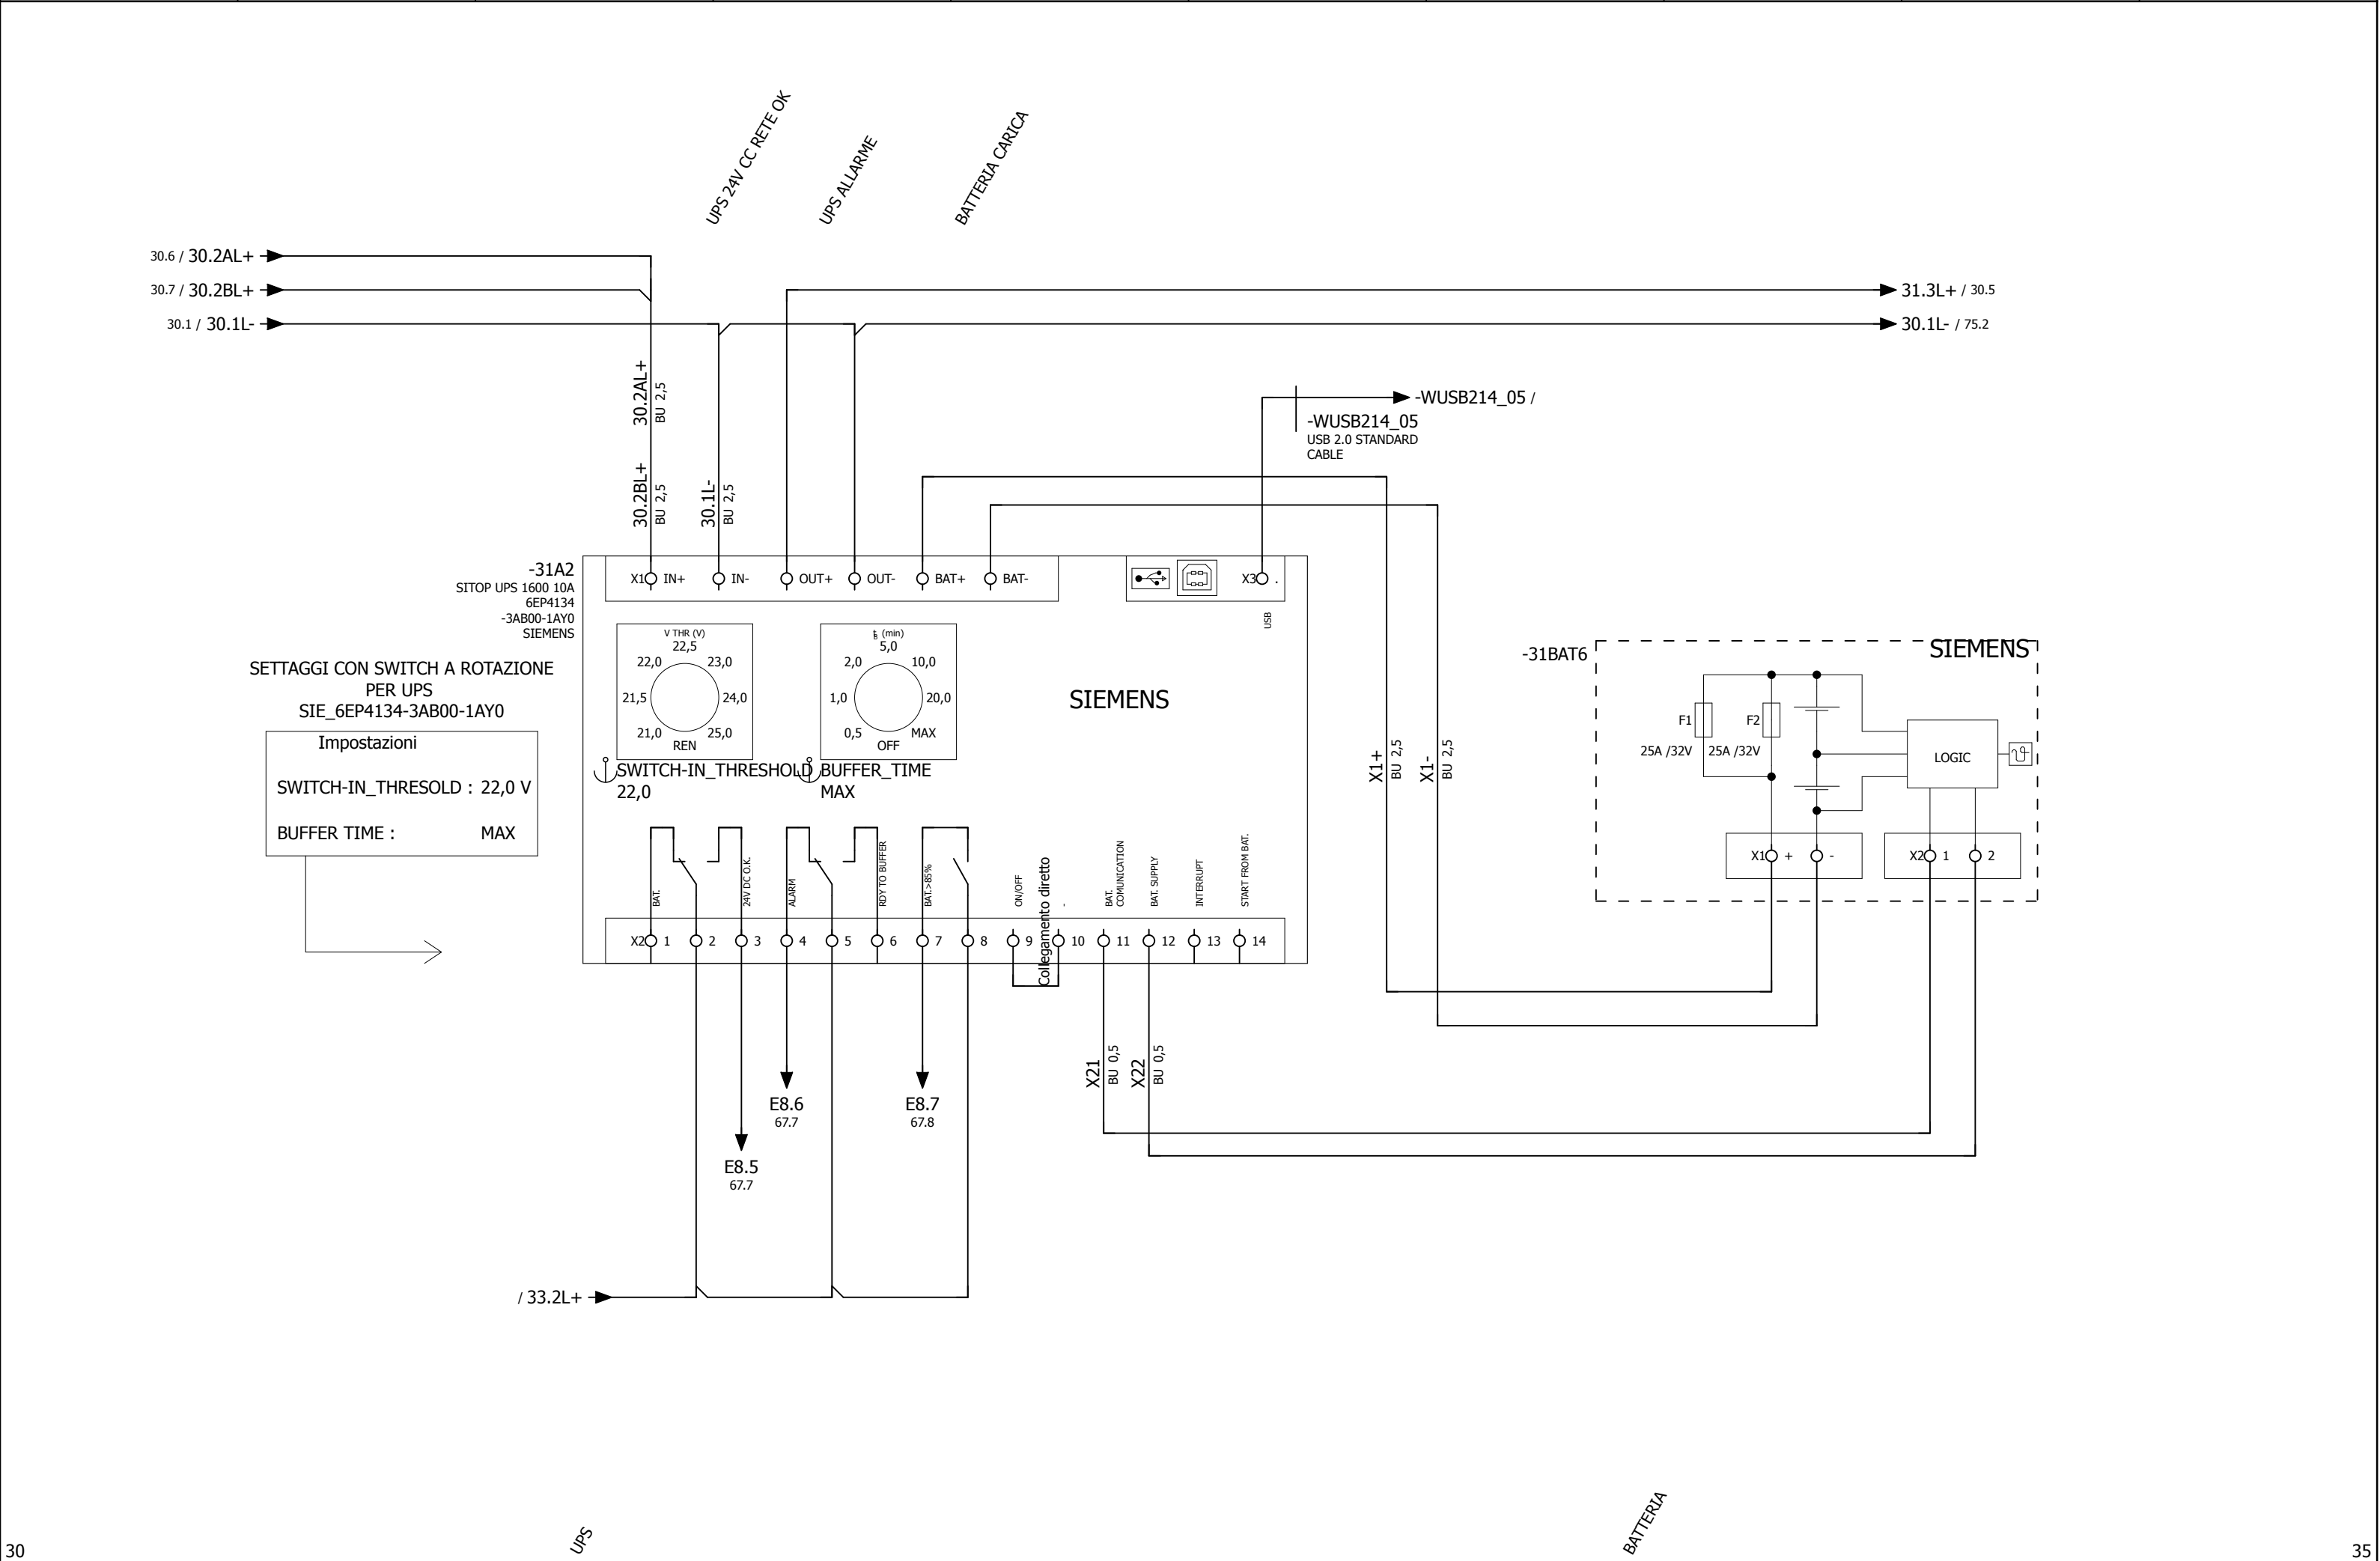 UPS 24V CC RETE OK
UPS ALLARME
BATTERIA CARICA
30.6 / 30.2AL+
30.7 / 30.2BL+
30.1 / 30.1L-
31.3L+ / 30.5
30.1L- / 75.2
30.2AL+
BU 2,5
30.2BL+
BU 2,5
30.1L-
BU 2,5
-WUSB214_05 /
-WUSB214_05
USB 2.0 STANDARD
CABLE
-31A2
SITOP UPS 1600 10A
6EP4134
-3AB00-1AY0
SIEMENS
X1 IN+ IN- OUT+ OUT- BAT+ BAT-
X3 .
USB
V THR (V)
22,5
22,0 23,0
21,5 24,0
21,0 25,0
REN
SWITCH-IN_THRESHOLD
22,0
(min)
5,0
2,0 10,0
1,0 20,0
0,5 MAX
OFF
BUFFER_TIME
MAX
SIEMENS
SETTAGGI CON SWITCH A ROTAZIONE
PER UPS
SIE_6EP4134-3AB00-1AY0
Impostazioni
SWITCH-IN_THRESOLD : 22,0 V
BUFFER TIME : MAX
BAT.
24V DC O.K.
ALARM
RDY TO BUFFER
BAT.>85%
ON/OFF
Collegamento diretto
-
BAT.
COMUNICATION
BAT. SUPPLY
INTERRUPT
START FROM BAT.
X2 1 2 3 4 5 6 7 8 9 10 11 12 13 14
X1+
BU 2,5
X1-
BU 2,5
-31BAT6
SIEMENS
F1
25A /32V
F2
25A /32V
LOGIC
X1 + -
X2 1 2
X21
BU 0,5
X22
BU 0,5
E8.6
67.7
E8.7
67.8
E8.5
67.7
/ 33.2L+
UPS
BATTERIA
30
35